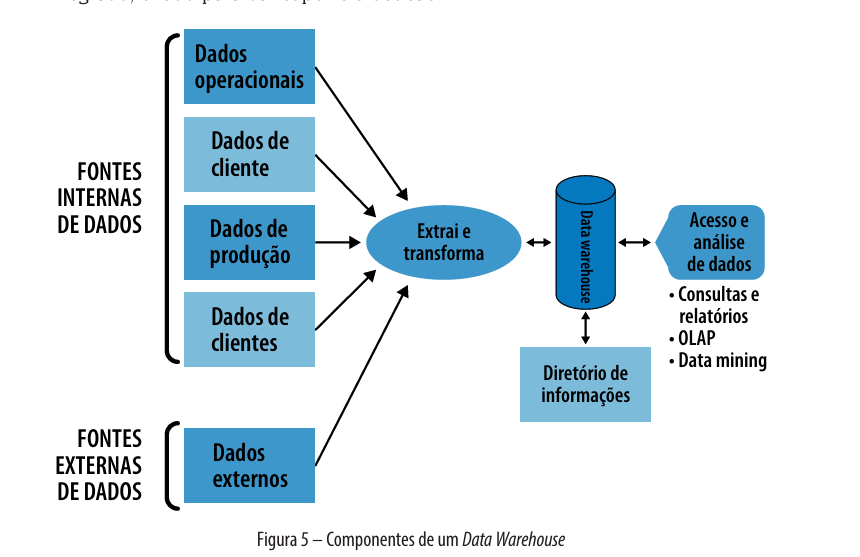 Dados
operacionais
Dados de
cliente
FONTES
INTERNAS
DE DADOS
Dados de
produção
Dados de
clientes
Extrai e
transforma
Data warehouse
Acesso e
análise
de dados
• Consultas e
relatórios
• OLAP
• Data mining
Diretório de
informações
FONTES
EXTERNAS
DE DADOS
Dados
externos
Figura 5 – Componentes de um Data Warehouse